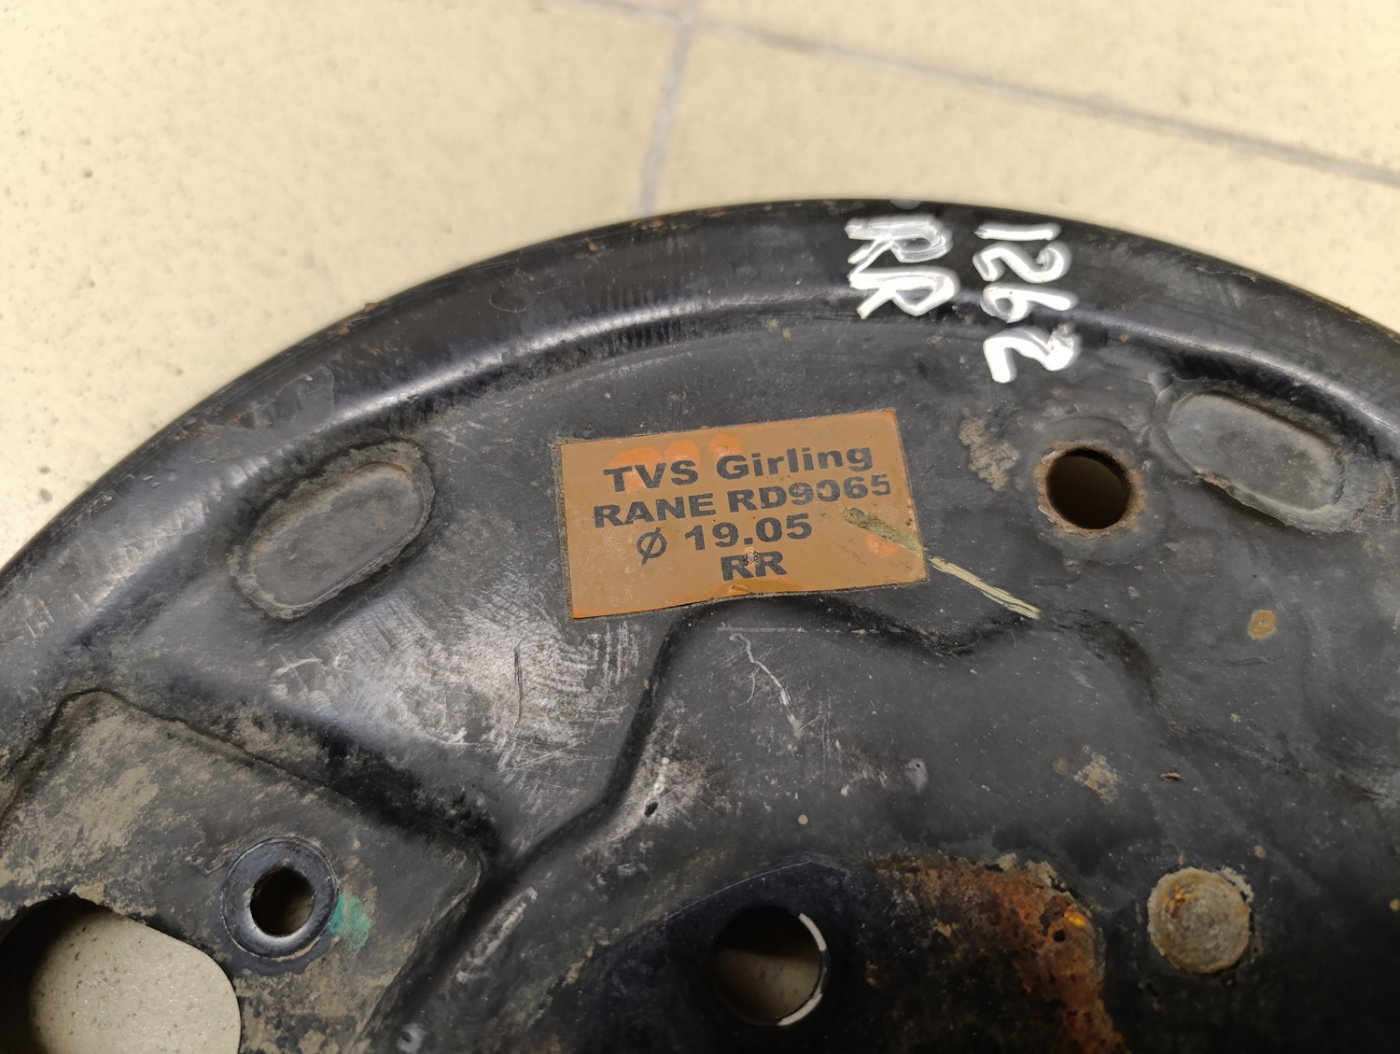 RR
1262
TVS Girling
RANE RD9065
Ø 19.05
RR